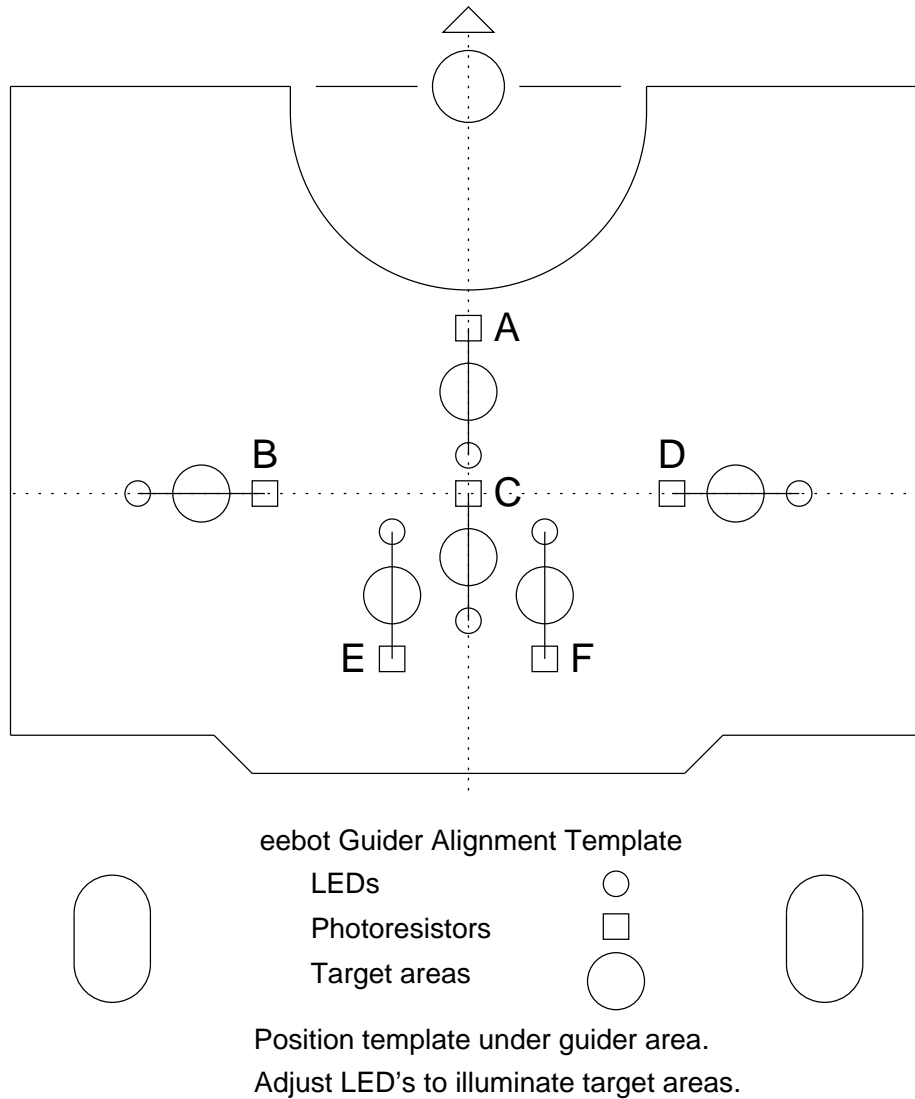 A
B
D
C
E
F
eebot Guider Alignment Template
LEDs
Photoresistors
Target areas
Position template under guider area.
Adjust LED's to illuminate target areas.